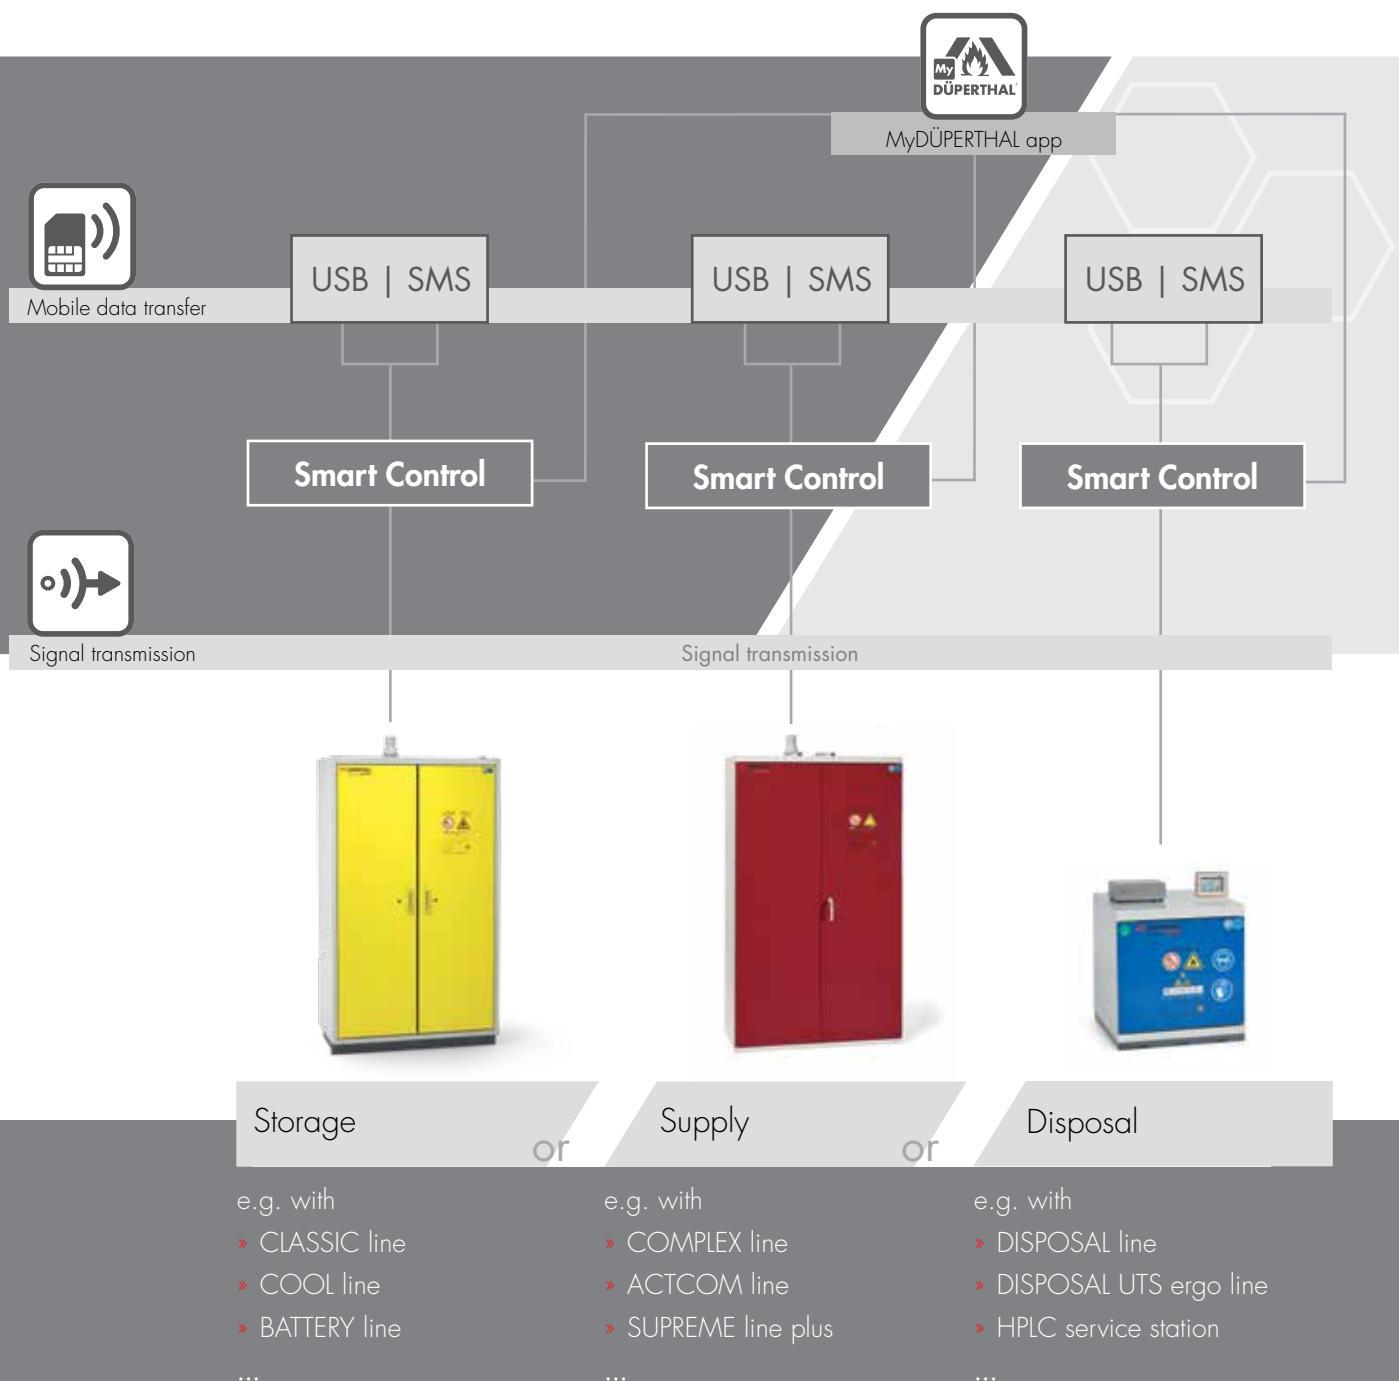 My
DÜPERTHAL
MyDÜPERTHAL app
USB | SMS
USB | SMS
USB | SMS
Mobile data transfer
Smart Control
Smart Control
Smart Control
Signal transmission
Signal transmission
Storage
or
Supply
or
Disposal
e.g. with
» CLASSIC line
» COOL line
» BATTERY line
...
e.g. with
» COMPLEX line
» ACTCOM line
» SUPREME line plus
...
e.g. with
» DISPOSAL line
» DISPOSAL UTS ergo line
» HPLC service station
...